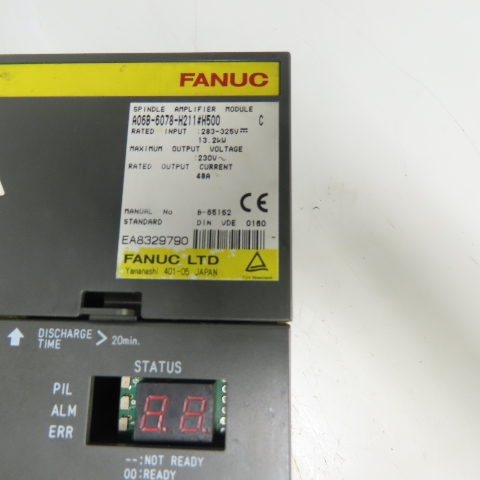 FANUC
SPINDLE AMPLIFIER MODULE
A06B-6078-H211#H500 C
RATED INPUT :283-325V
13.2kW
MAXIMUM OUTPUT VOLTAGE
:230V~
RATED OUTPUT CURRENT
48A
MANUAL No B-65162
STANDARD DIN VDE 0160
CE
EA8329790
FANUC LTD
Yamanashi 401-05 JAPAN
DISCHARGE TIME > 20min.
STATUS
PIL
ALM
ERR
8.8.
--:NOT READY
00:READY